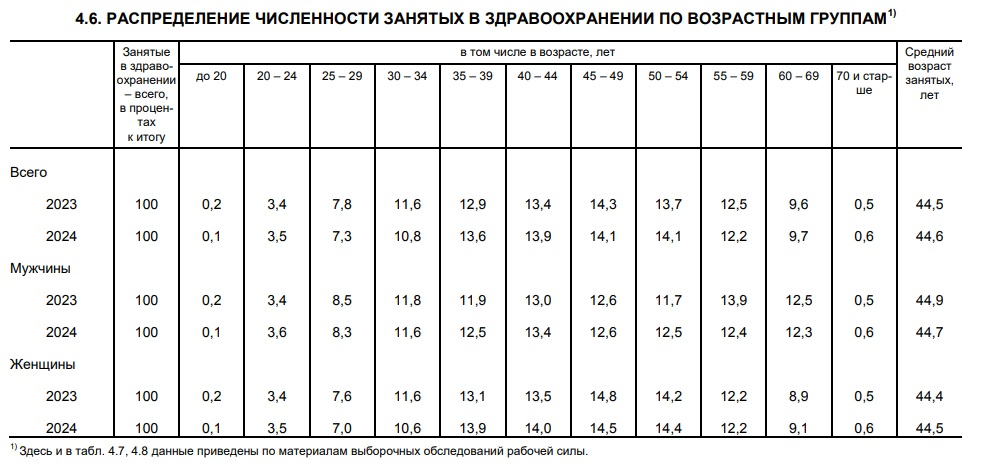 4.6. РАСПРЕДЕЛЕНИЕ ЧИСЛЕННОСТИ ЗАНЯТЫХ В ЗДРАВООХРАНЕНИИ ПО ВОЗРАСТНЫМ ГРУППАМ1)
Занятые
в здраво-
охранении
– всего,
в процен-
тах
к итогу
в том числе в возрасте, лет
Средний
возраст
занятых,
лет
до 20 20 – 24 25 – 29 30 – 34 35 – 39 40 – 44 45 – 49 50 – 54 55 – 59 60 – 69 70 и стар-
ше
Всего
2023 100 0,2 3,4 7,8 11,6 12,9 13,4 14,3 13,7 12,5 9,6 0,5 44,5
2024 100 0,1 3,5 7,3 10,8 13,6 13,9 14,1 14,1 12,2 9,7 0,6 44,6
Мужчины
2023 100 0,2 3,4 8,5 11,8 11,9 13,0 12,6 11,7 13,9 12,5 0,5 44,9
2024 100 0,1 3,6 8,3 11,6 12,5 13,4 12,6 12,5 12,4 12,3 0,6 44,7
Женщины
2023 100 0,2 3,4 7,6 11,6 13,1 13,5 14,8 14,2 12,2 8,9 0,5 44,4
2024 100 0,1 3,5 7,0 10,6 13,9 14,0 14,5 14,4 12,2 9,1 0,6 44,5
1) Здесь и в табл. 4.7, 4.8 данные приведены по материалам выборочных обследований рабочей силы.